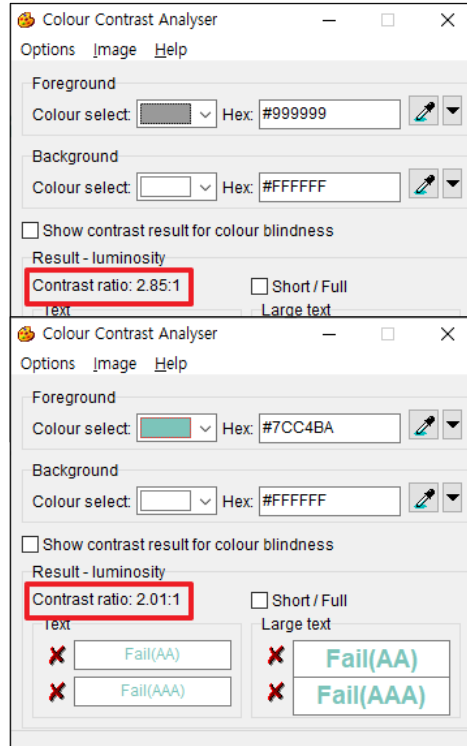 Colour Contrast Analyser
Options Image Help
Foreground
Colour select: Hex: #999999
Background
Colour select: Hex: #FFFFFF
Show contrast result for colour blindness
Result - luminosity
Contrast ratio: 2.85:1 Short / Full
Text Large text
Colour Contrast Analyser
Options Image Help
Foreground
Colour select: Hex: #7CC4BA
Background
Colour select: Hex: #FFFFFF
Show contrast result for colour blindness
Result - luminosity
Contrast ratio: 2.01:1 Short / Full
Text Large text
Fail(AA) Fail(AA)
Fail(AAA) Fail(AAA)